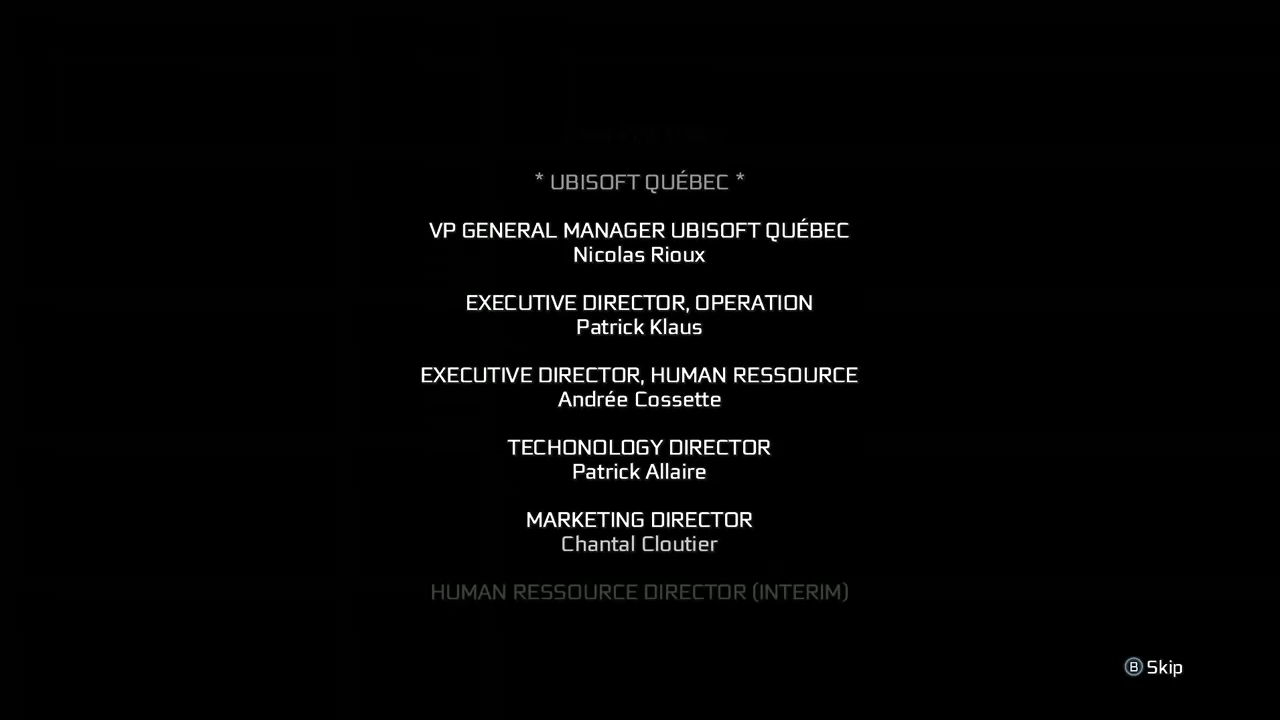 * UBISOFT QUÉBEC *
VP GENERAL MANAGER UBISOFT QUÉBEC
Nicolas Rioux
EXECUTIVE DIRECTOR, OPERATION
Patrick Klaus
EXECUTIVE DIRECTOR, HUMAN RESSOURCE
Andrée Cossette
TECHONOLOGY DIRECTOR
Patrick Allaire
MARKETING DIRECTOR
Chantal Cloutier
HUMAN RESSOURCE DIRECTOR (INTERIM)
B Skip